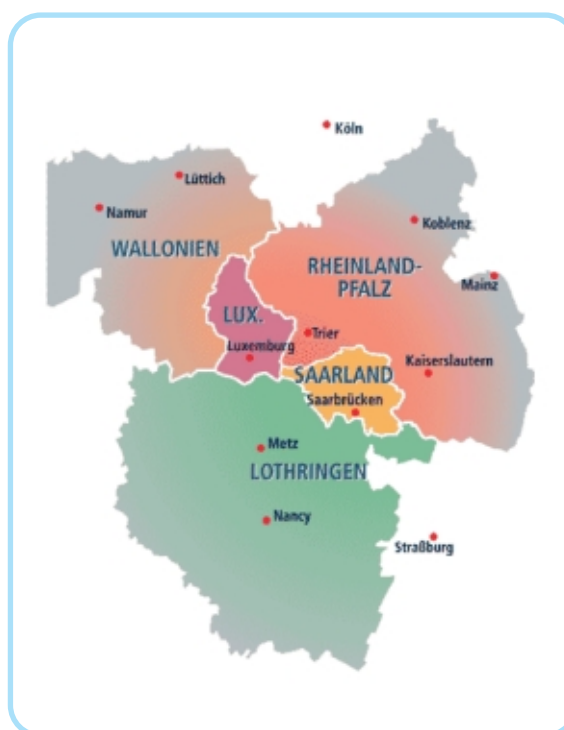 Köln
Lüttich
Namur
Koblenz
WALLONIEN
RHEINLAND-
PFALZ
Mainz
LUX.
Trier
Luxemburg
Kaiserslautern
SAARLAND
Saarbrücken
Metz
LOTHRINGEN
Nancy
Straßburg